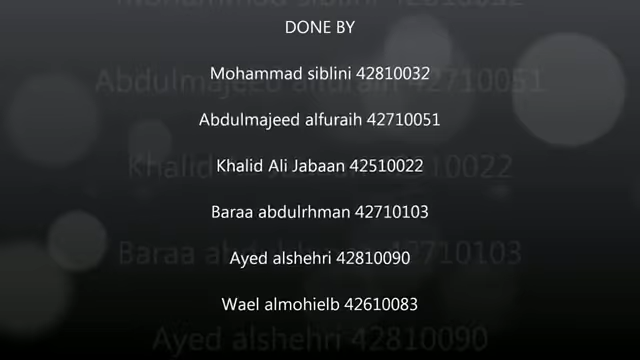 DONE BY
Mohammad siblini 42810032
Abdulmajeed alfuraih 42710051
Khalid Ali Jabaan 42510022
Baraa abdulrhman 42710103
Ayed alshehri 42810090
Wael almohielb 42610083